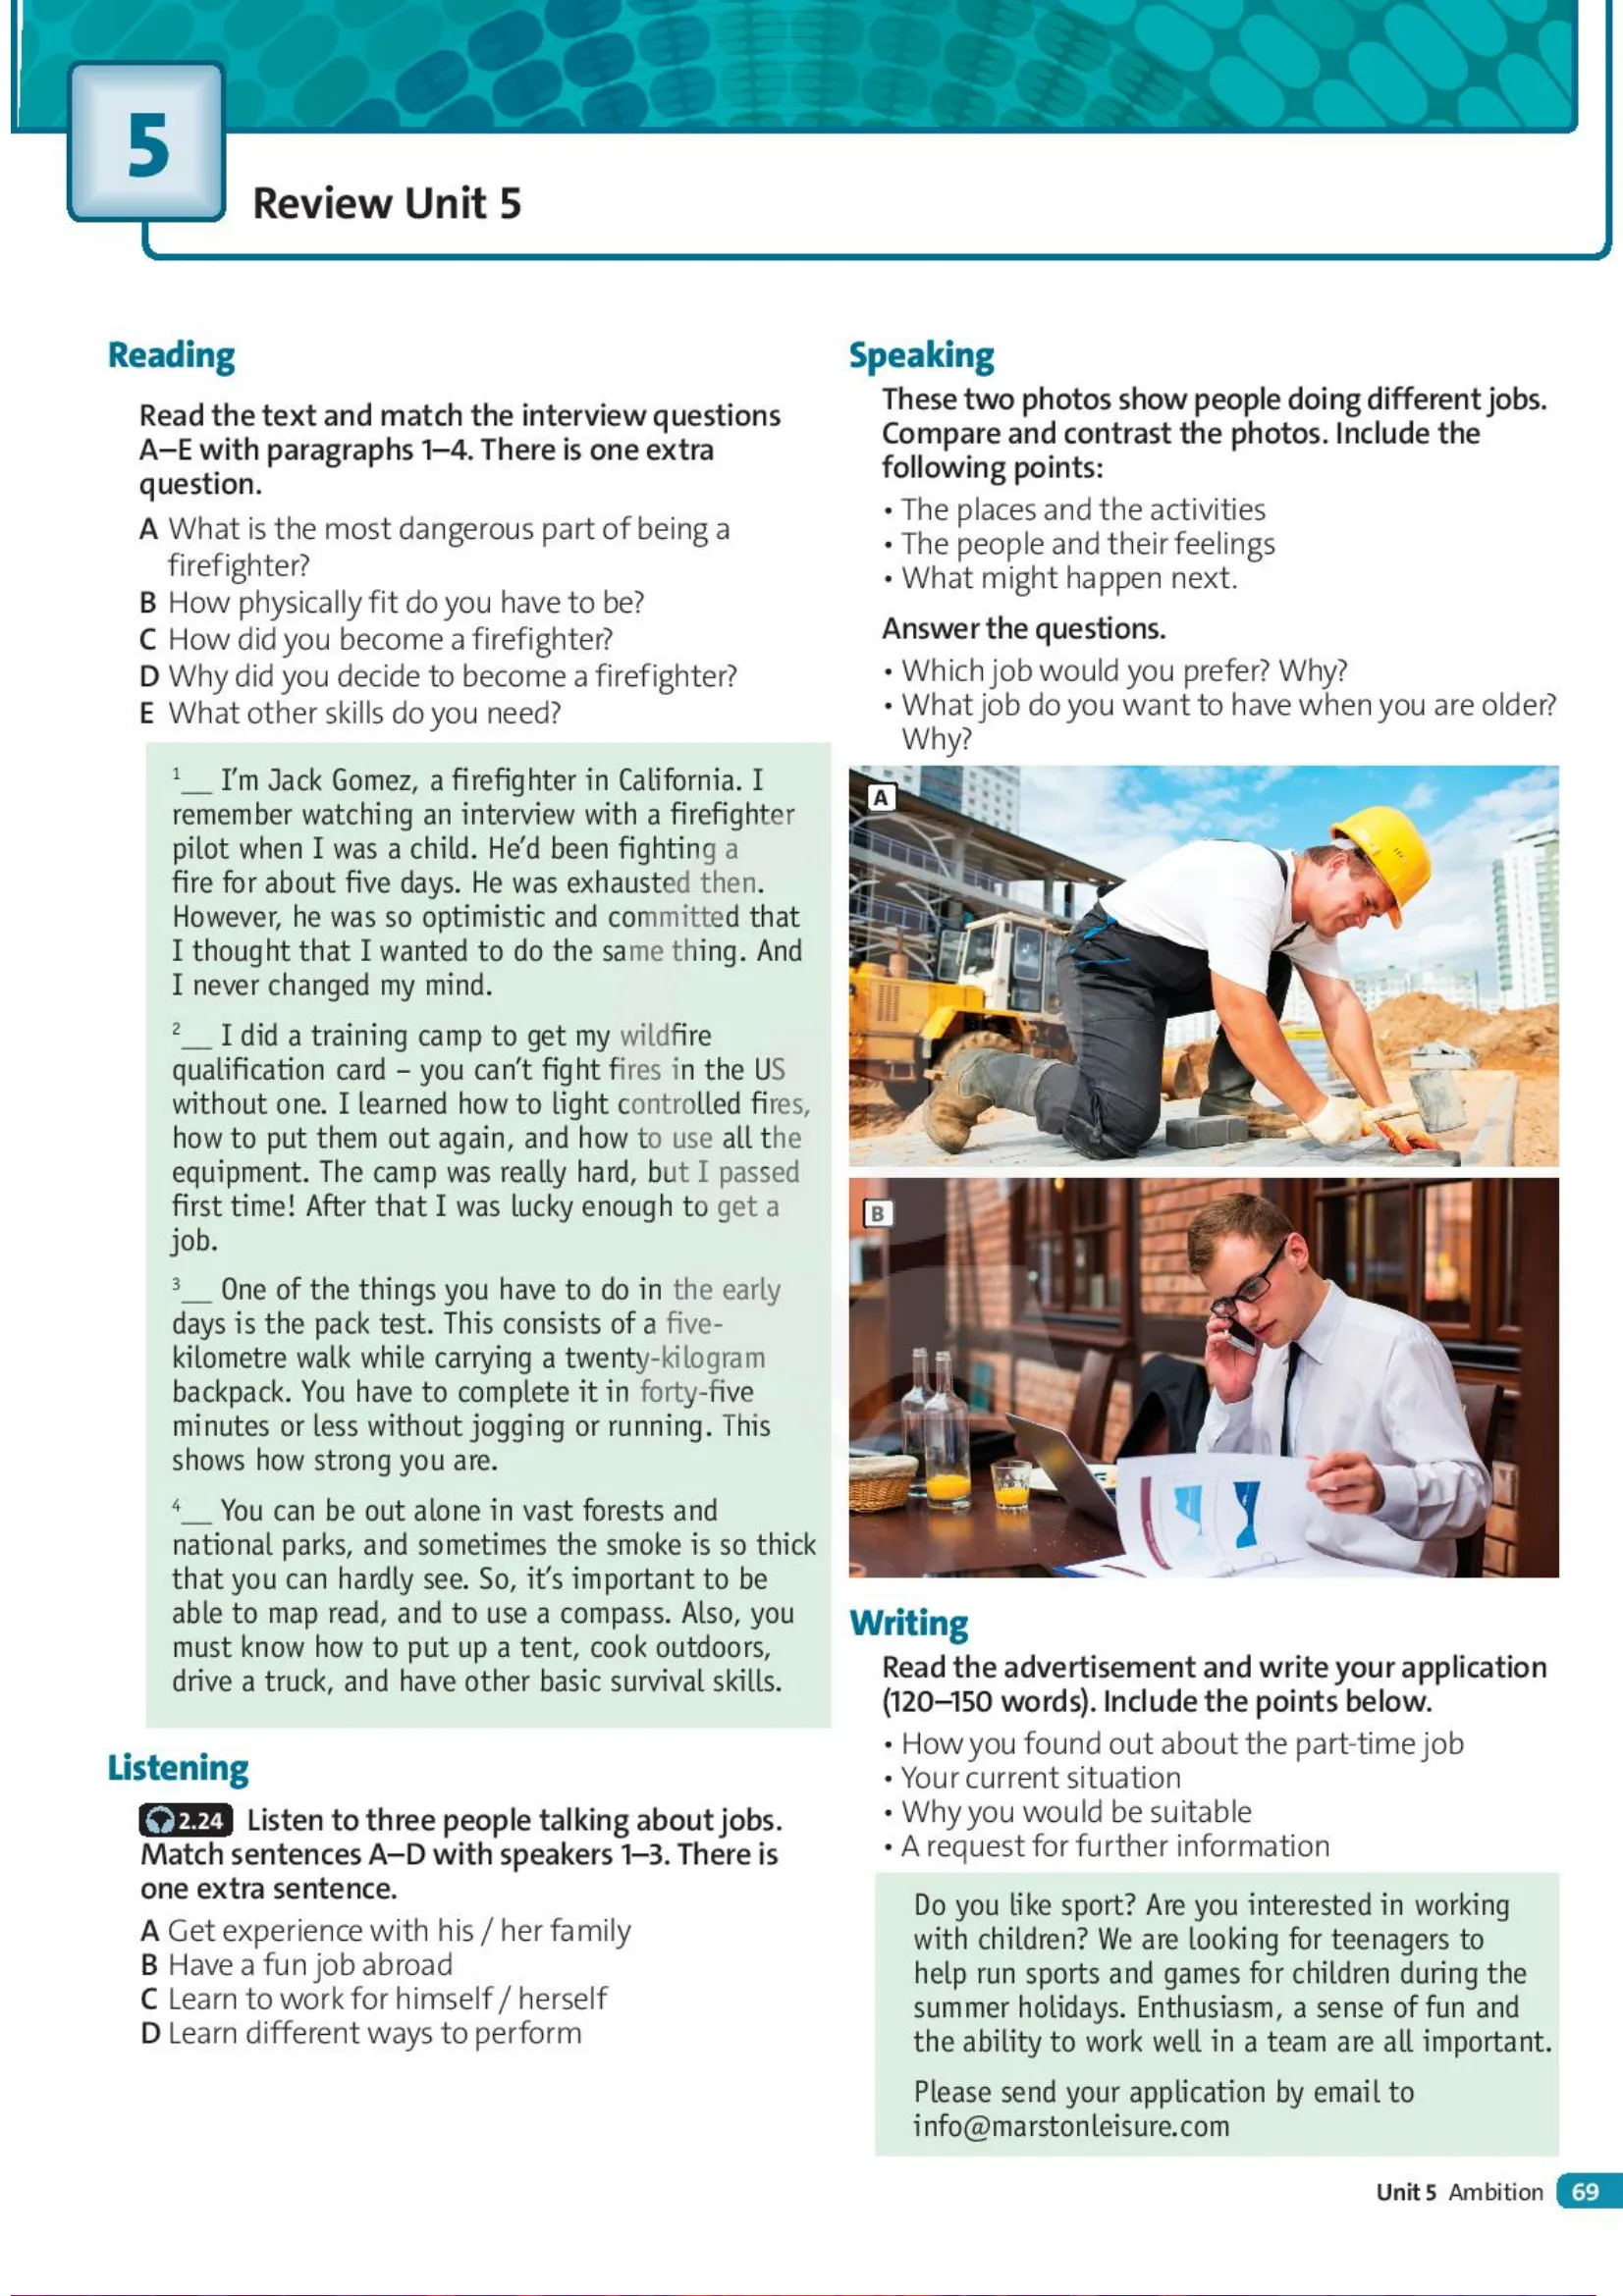 5
Review Unit 5
Reading
Read the text and match the interview questions
A–E with paragraphs 1–4. There is one extra
question.
A What is the most dangerous part of being a
firefighter?
B How physically fit do you have to be?
C How did you become a firefighter?
D Why did you decide to become a firefighter?
E What other skills do you need?
1__ I'm Jack Gomez, a firefighter in California. I
remember watching an interview with a firefighter
pilot when I was a child. He'd been fighting a
fire for about five days. He was exhausted then.
However, he was so optimistic and committed that
I thought that I wanted to do the same thing. And
I never changed my mind.
2__ I did a training camp to get my wildfire
qualification card – you can't fight fires in the US
without one. I learned how to light controlled fires,
how to put them out again, and how to use all the
equipment. The camp was really hard, but I passed
first time! After that I was lucky enough to get a
job.
3__ One of the things you have to do in the early
days is the pack test. This consists of a five-
kilometre walk while carrying a twenty-kilogram
backpack. You have to complete it in forty-five
minutes or less without jogging or running. This
shows how strong you are.
4__ You can be out alone in vast forests and
national parks, and sometimes the smoke is so thick
that you can hardly see. So, it's important to be
able to map read, and to use a compass. Also, you
must know how to put up a tent, cook outdoors,
drive a truck, and have other basic survival skills.
Listening
2.24 Listen to three people talking about jobs.
Match sentences A–D with speakers 1–3. There is
one extra sentence.
A Get experience with his / her family
B Have a fun job abroad
C Learn to work for himself / herself
D Learn different ways to perform
Speaking
These two photos show people doing different jobs.
Compare and contrast the photos. Include the
following points:
• The places and the activities
• The people and their feelings
• What might happen next.
Answer the questions.
• Which job would you prefer? Why?
• What job do you want to have when you are older?
Why?
A
B
Writing
Read the advertisement and write your application
(120–150 words). Include the points below.
• How you found out about the part-time job
• Your current situation
• Why you would be suitable
• A request for further information
Do you like sport? Are you interested in working
with children? We are looking for teenagers to
help run sports and games for children during the
summer holidays. Enthusiasm, a sense of fun and
the ability to work well in a team are all important.
Please send your application by email to
info@marstonleisure.com
Unit 5 Ambition 69